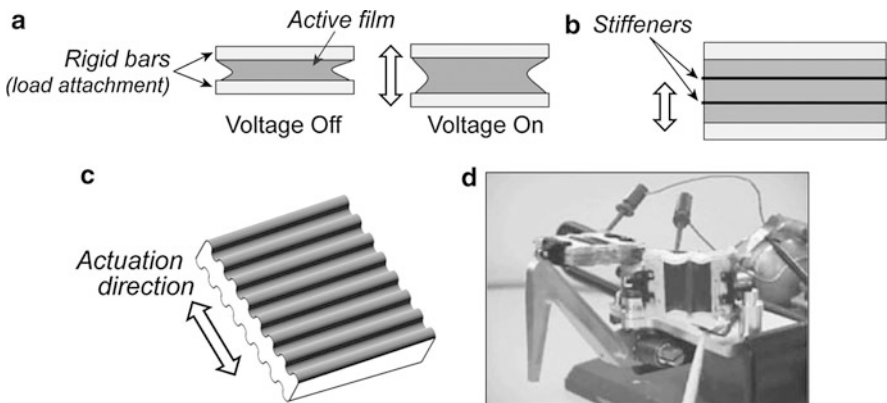 a
Active film
Rigid bars
(load attachment)
Voltage Off
Voltage On
b
Stiffeners
c
Actuation
direction
d